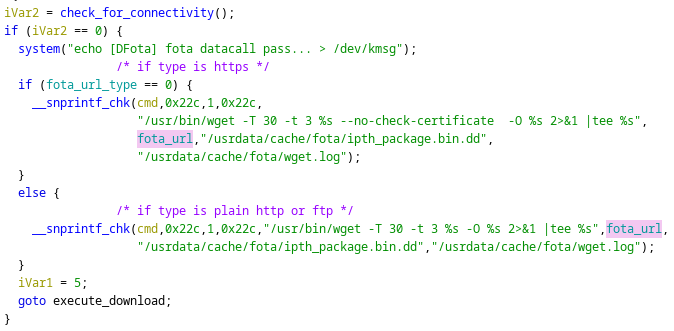 iVar2 = check_for_connectivity();
if (iVar2 == 0) {
system("echo [DFota] fota datacall pass... > /dev/kmsg");
/* if type is https */
if (fota_url_type == 0) {
__snprintf_chk(cmd,0x22c,1,0x22c,
"/usr/bin/wget -T 30 -t 3 %s --no-check-certificate  -O %s 2>&1 |tee %s",
fota_url,"/usrdata/cache/fota/ipth_package.bin.dd",
"/usrdata/cache/fota/wget.log");
}
else {
/* if type is plain http or ftp */
__snprintf_chk(cmd,0x22c,1,0x22c,"/usr/bin/wget -T 30 -t 3 %s -O %s 2>&1 |tee %s",fota_url,
"/usrdata/cache/fota/ipth_package.bin.dd","/usrdata/cache/fota/wget.log");
}
iVar1 = 5;
goto execute_download;
}